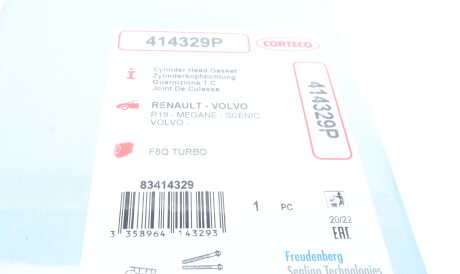 414329P
CORTECO
Cylinder Head Gasket
Zylinderkopfdichtung
Guarnizione T.C.
Joint De Culasse
414329P
RENAULT - VOLVO
R19 - MEGANE - SCENIC
VOLVO -
F8Q TURBO
83414329
1 PC
3 358964 143293
20/22
EAC
Freudenberg
Sealing Technologies